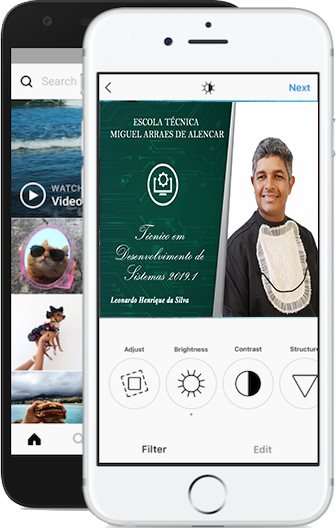 Search
WATCH
Video
Next
ESCOLA TÉCNICA
MIGUEL ARRAES DE ALENCAR
Técnico em
Desenvolvimento de
Sistemas 2019.1
Leonardo Henrique da Silva
Adjust
Brightness
Contrast
Structure
Filter
Edit